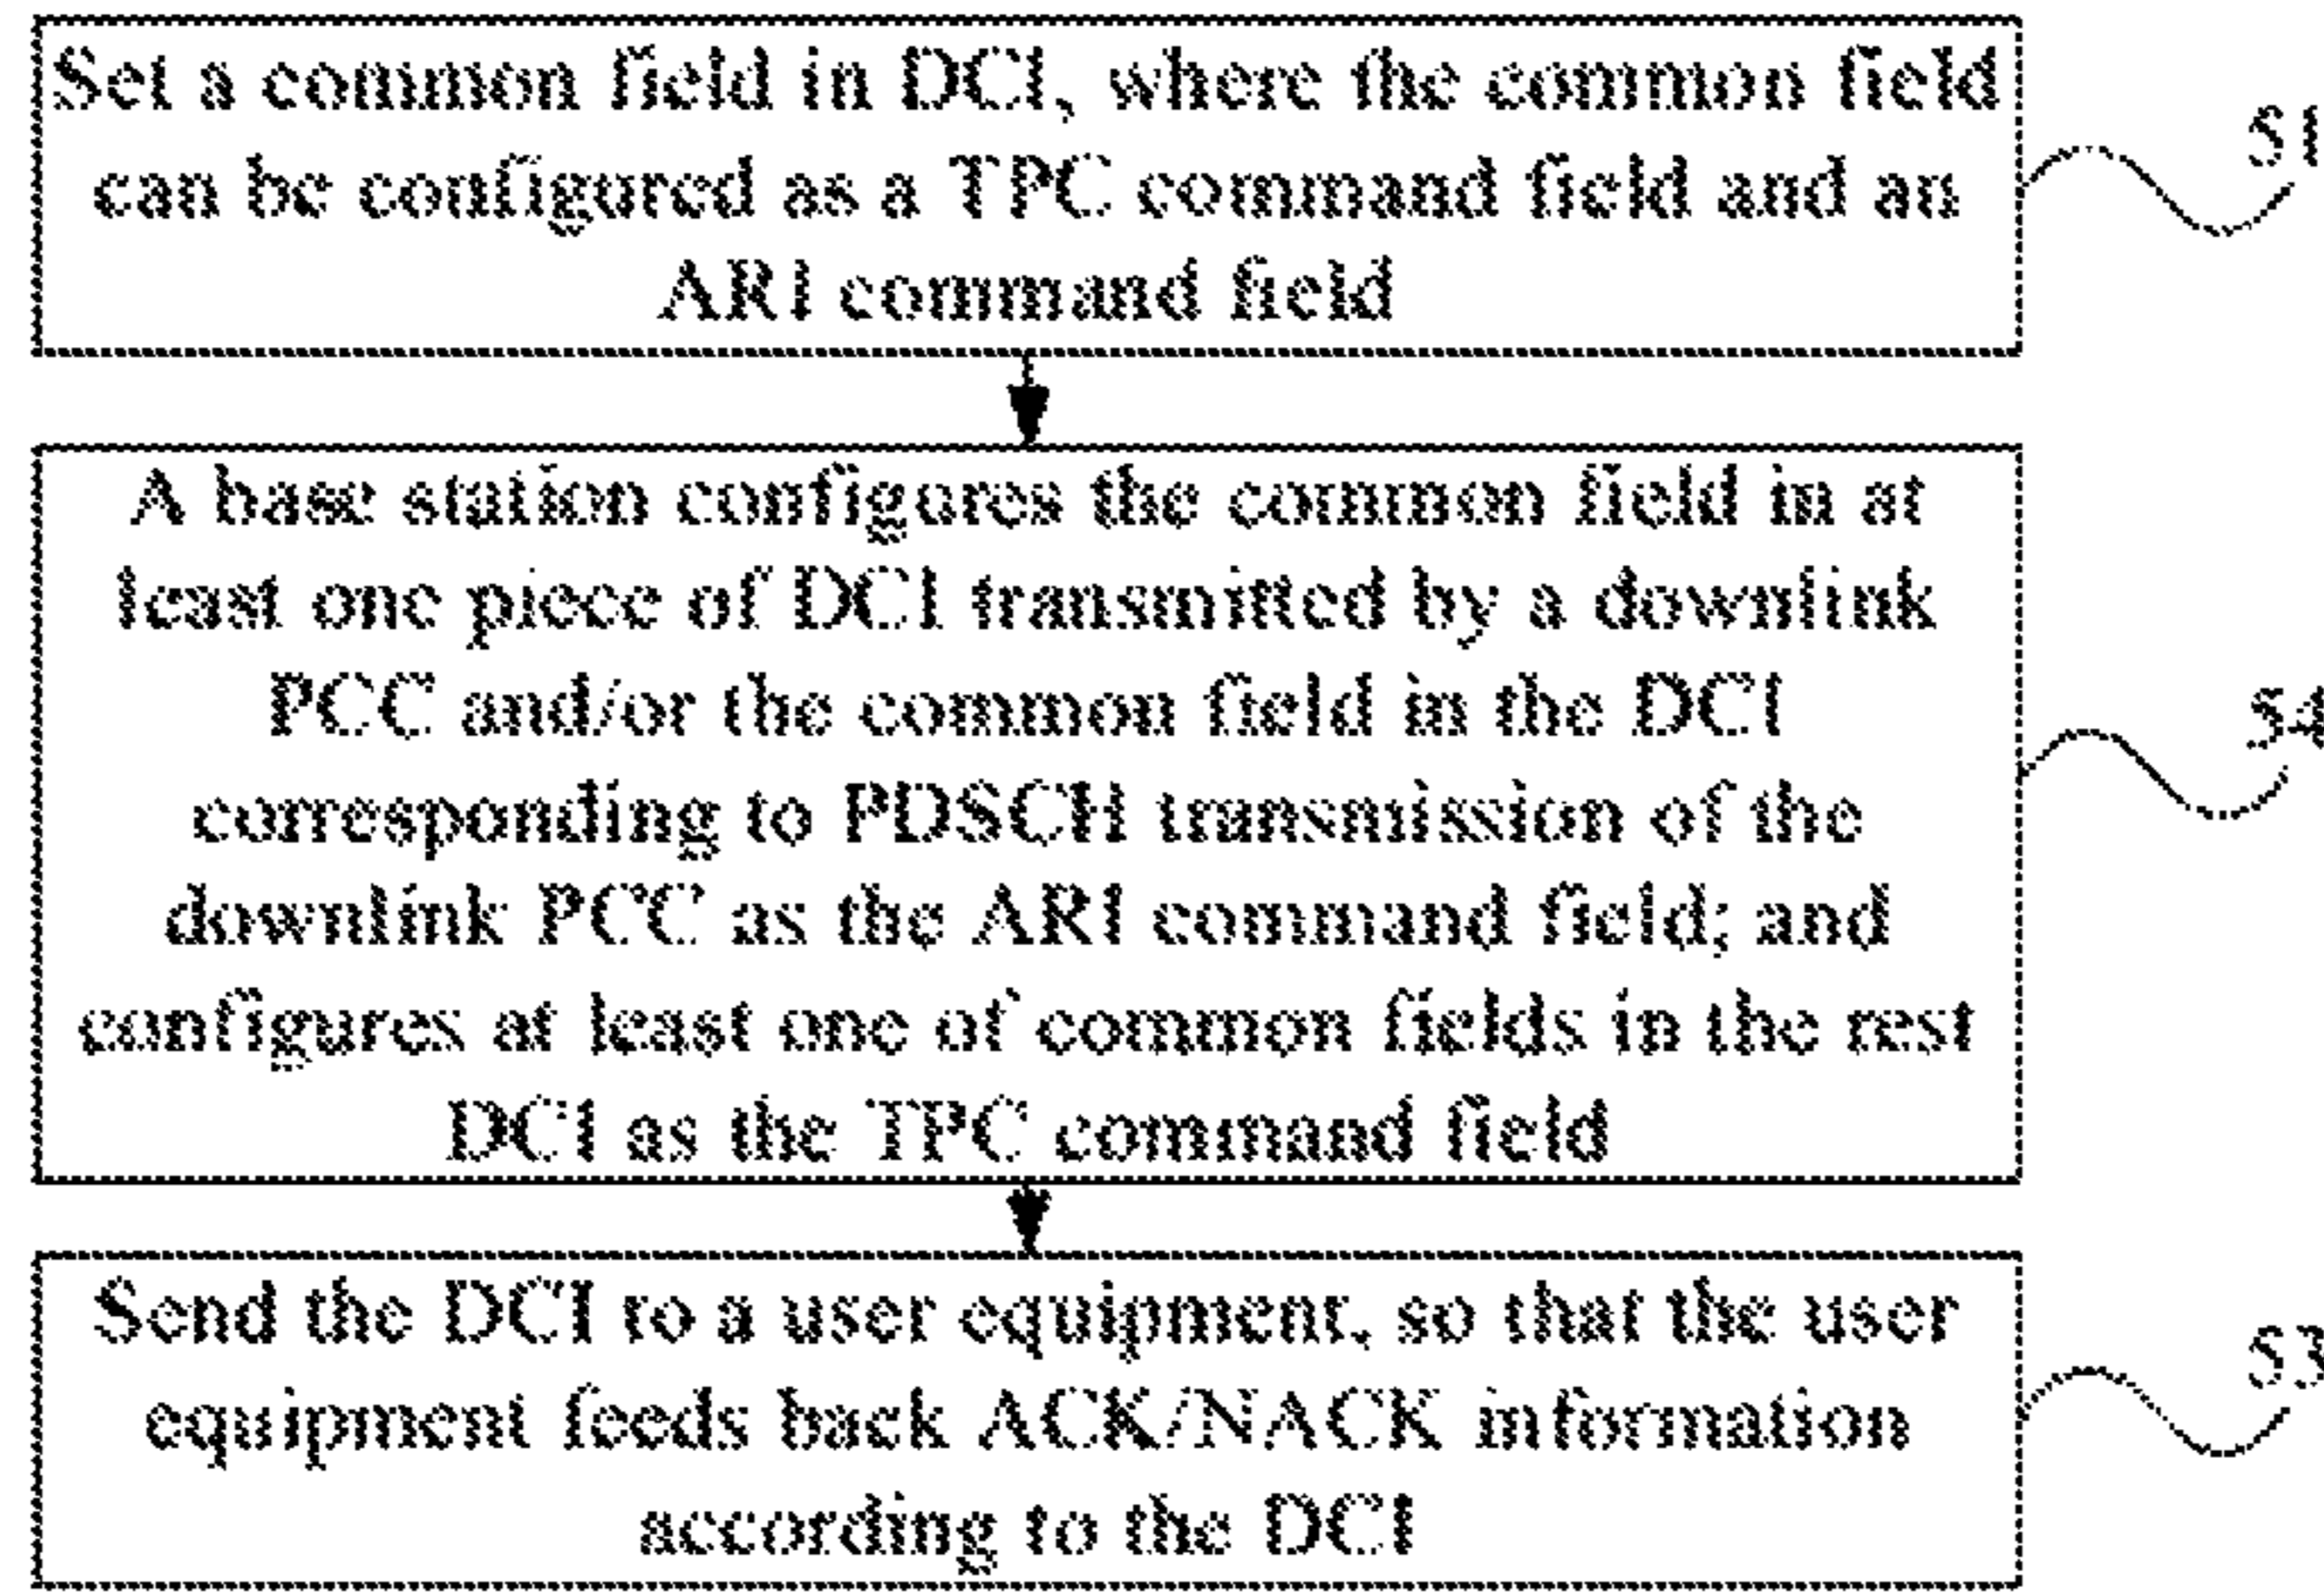 Set a common field in DCI, where the common field
can be configured as a TPC command field and an
ARI command field
51
A base station configures the common field in at
least one piece of DCI transmitted by a downlink
PCC and/or the common field in the DCI
corresponding to PDSCH transmission of the
downlink PCC as the ARI command field; and
configures at least one of common fields in the rest
DCI as the TPC command field
54
Send the DCI to a user equipment, so that the user
equipment feeds back ACK/NACK information
according to the DCI
53